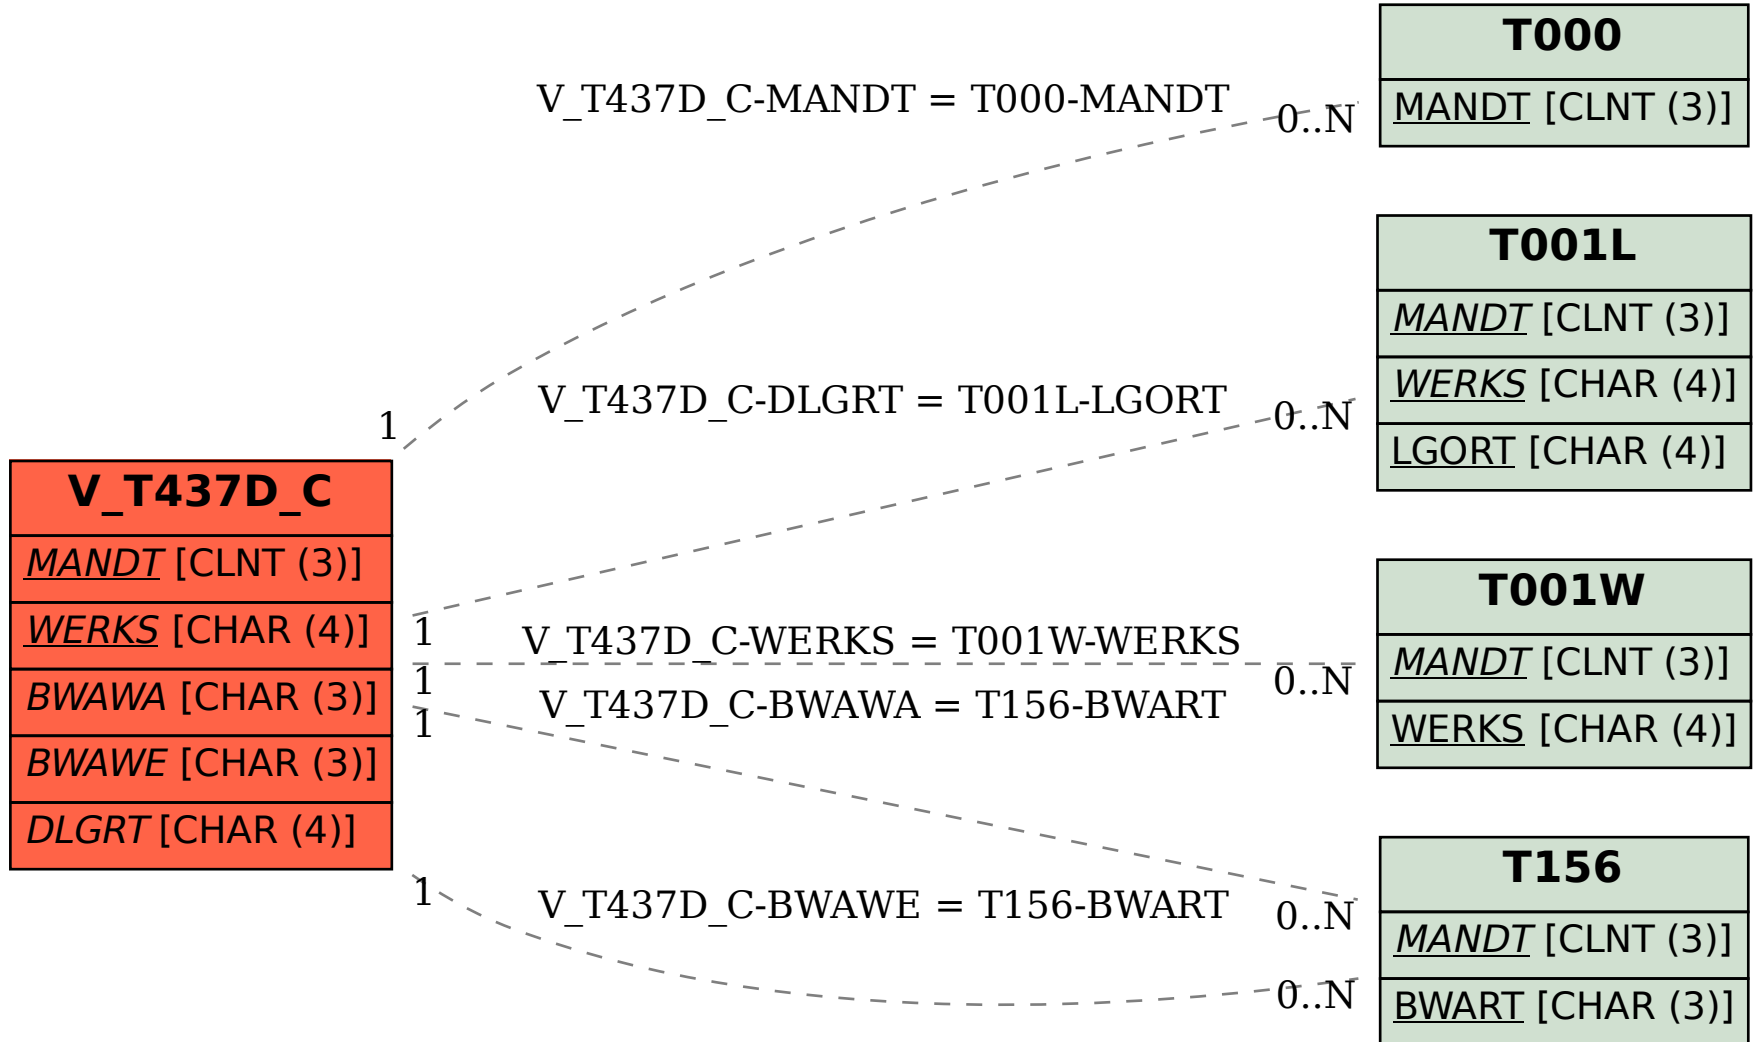 T000
MANDT [CLNT (3)]
V_T437D_C-MANDT = T000-MANDT
0..N
1
T001L
MANDT [CLNT (3)]
WERKS [CHAR (4)]
LGORT [CHAR (4)]
V_T437D_C-DLGRT = T001L-LGORT
0..N
1
V_T437D_C
MANDT [CLNT (3)]
WERKS [CHAR (4)]
BWAWA [CHAR (3)]
BWAWE [CHAR (3)]
DLGRT [CHAR (4)]
V_T437D_C-WERKS = T001W-WERKS
1
0..N
T001W
MANDT [CLNT (3)]
WERKS [CHAR (4)]
V_T437D_C-BWAWA = T156-BWART
1
0..N
V_T437D_C-BWAWE = T156-BWART
1
0..N
T156
MANDT [CLNT (3)]
BWART [CHAR (3)]